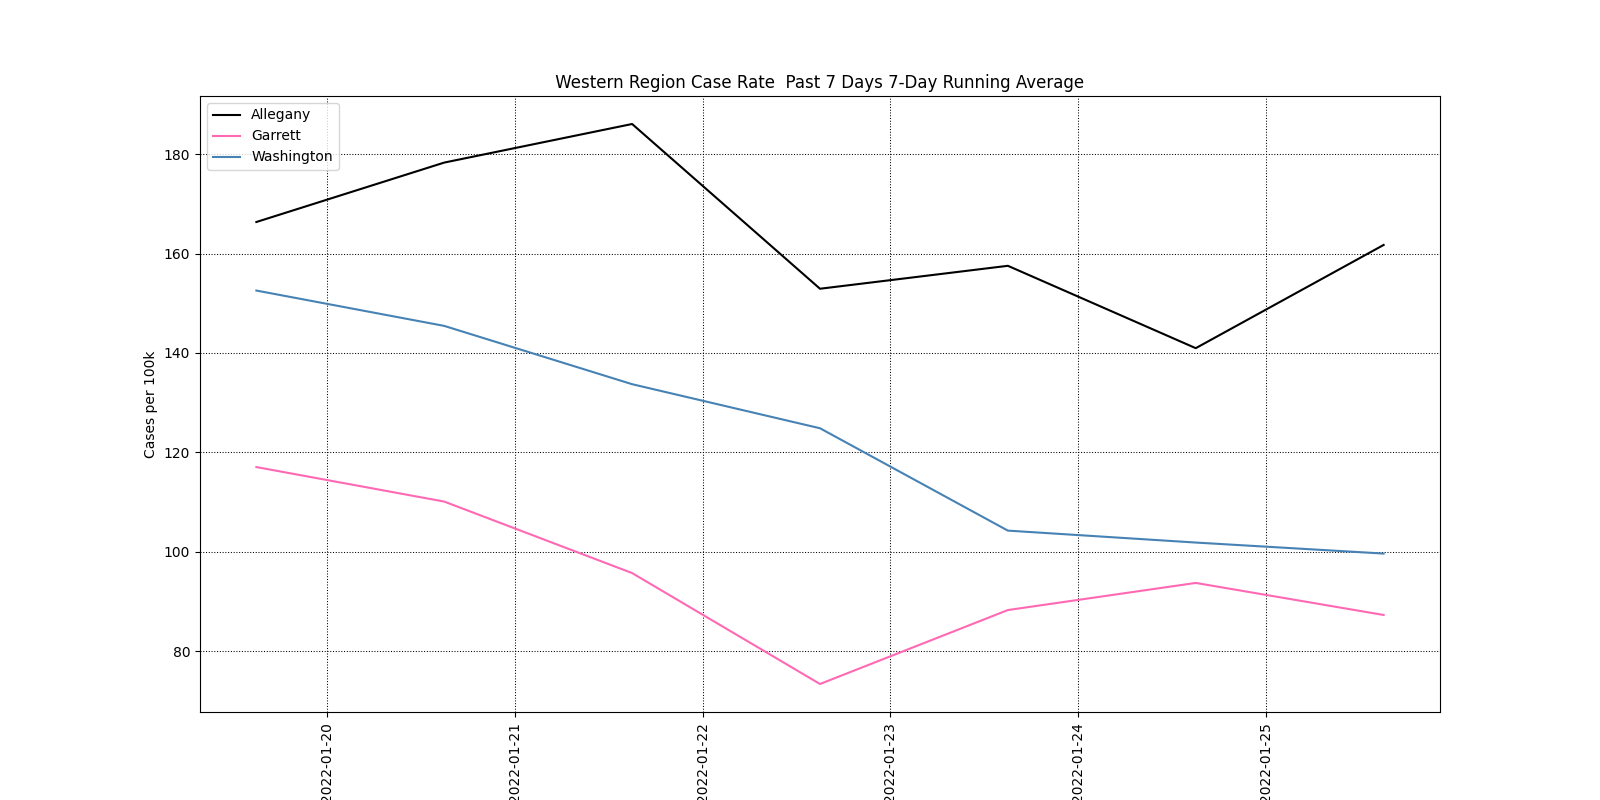 Western Region Case Rate  Past 7 Days 7-Day Running Average
Allegany
Garrett
Washington
180
160
140
120
100
80
Cases per 100k
2022-01-20
2022-01-21
2022-01-22
2022-01-23
2022-01-24
2022-01-25